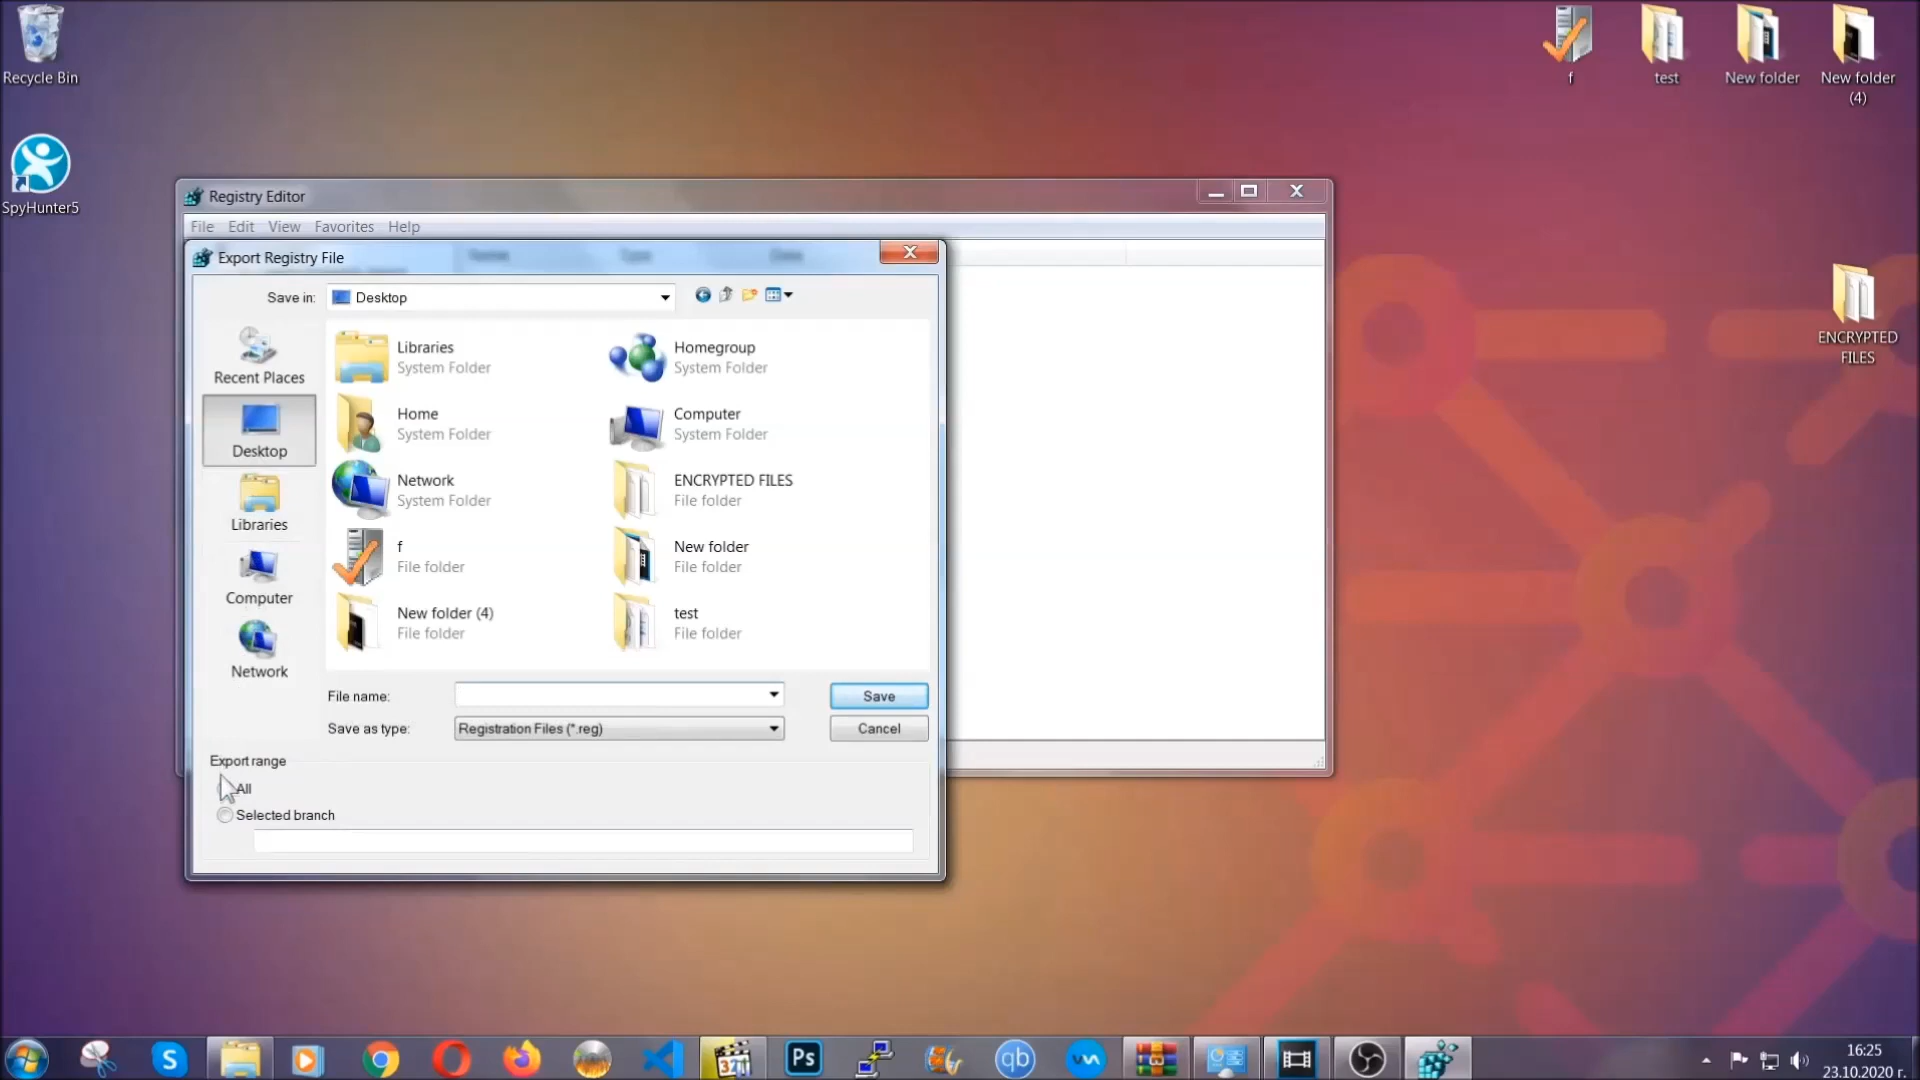 Recycle Bin
SpyHunter5
f
test
New folder
New folder
(4)
ENCRYPTED
FILES
Registry Editor
File Edit View Favorites Help
Export Registry File
Save in:
Desktop
Recent Places
Desktop
Libraries
Computer
Network
Libraries
System Folder
Homegroup
System Folder
Home
System Folder
Computer
System Folder
Network
System Folder
ENCRYPTED FILES
File folder
f
File folder
New folder
File folder
New folder (4)
File folder
test
File folder
File name:
Save
Save as type:
Registration Files (*.reg)
Cancel
Export range
All
Selected branch
S
321
Ps
qb
16:25
23.10.2020 г.